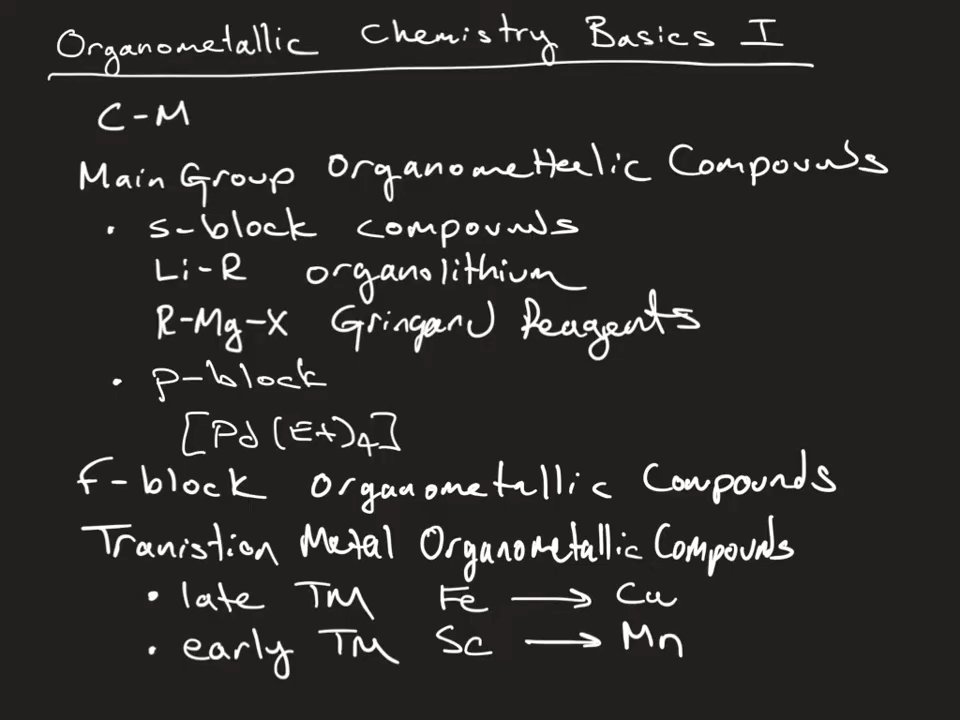 Organometallic Chemistry Basics I
C-M
Main Group Organometallic Compounds
• s-block compounds
Li-R organolithium
R-Mg-X Gringard Reagents
• p-block
[Pd(Et)4]
f-block Organometallic Compounds
Tranistion Metal Organometallic Compounds
• late TM Fe → Cu
• early TM Sc → Mn